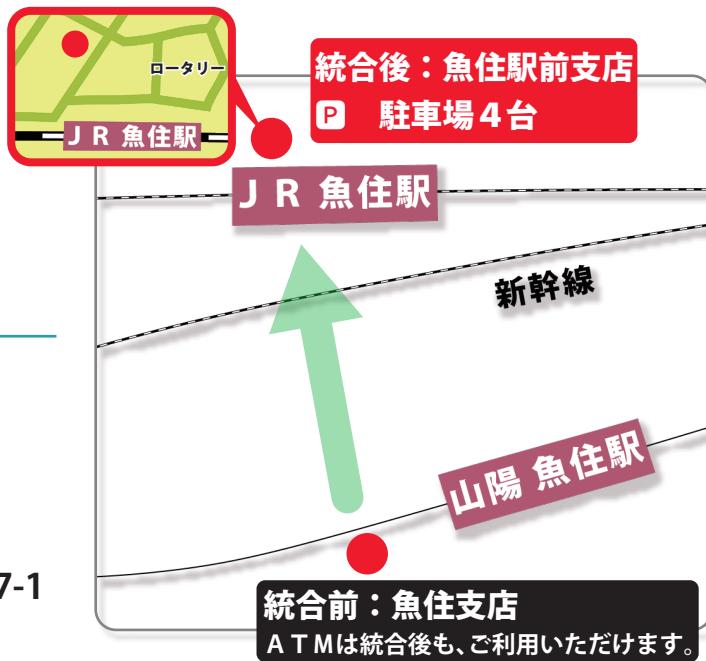 ロータリー
JR 魚住駅
統合後：魚住駅前支店
P 駐車場4台
JR 魚住駅
新幹線
山陽 魚住駅
7-1
統合前：魚住支店
ATMは統合後も、ご利用いただけます。